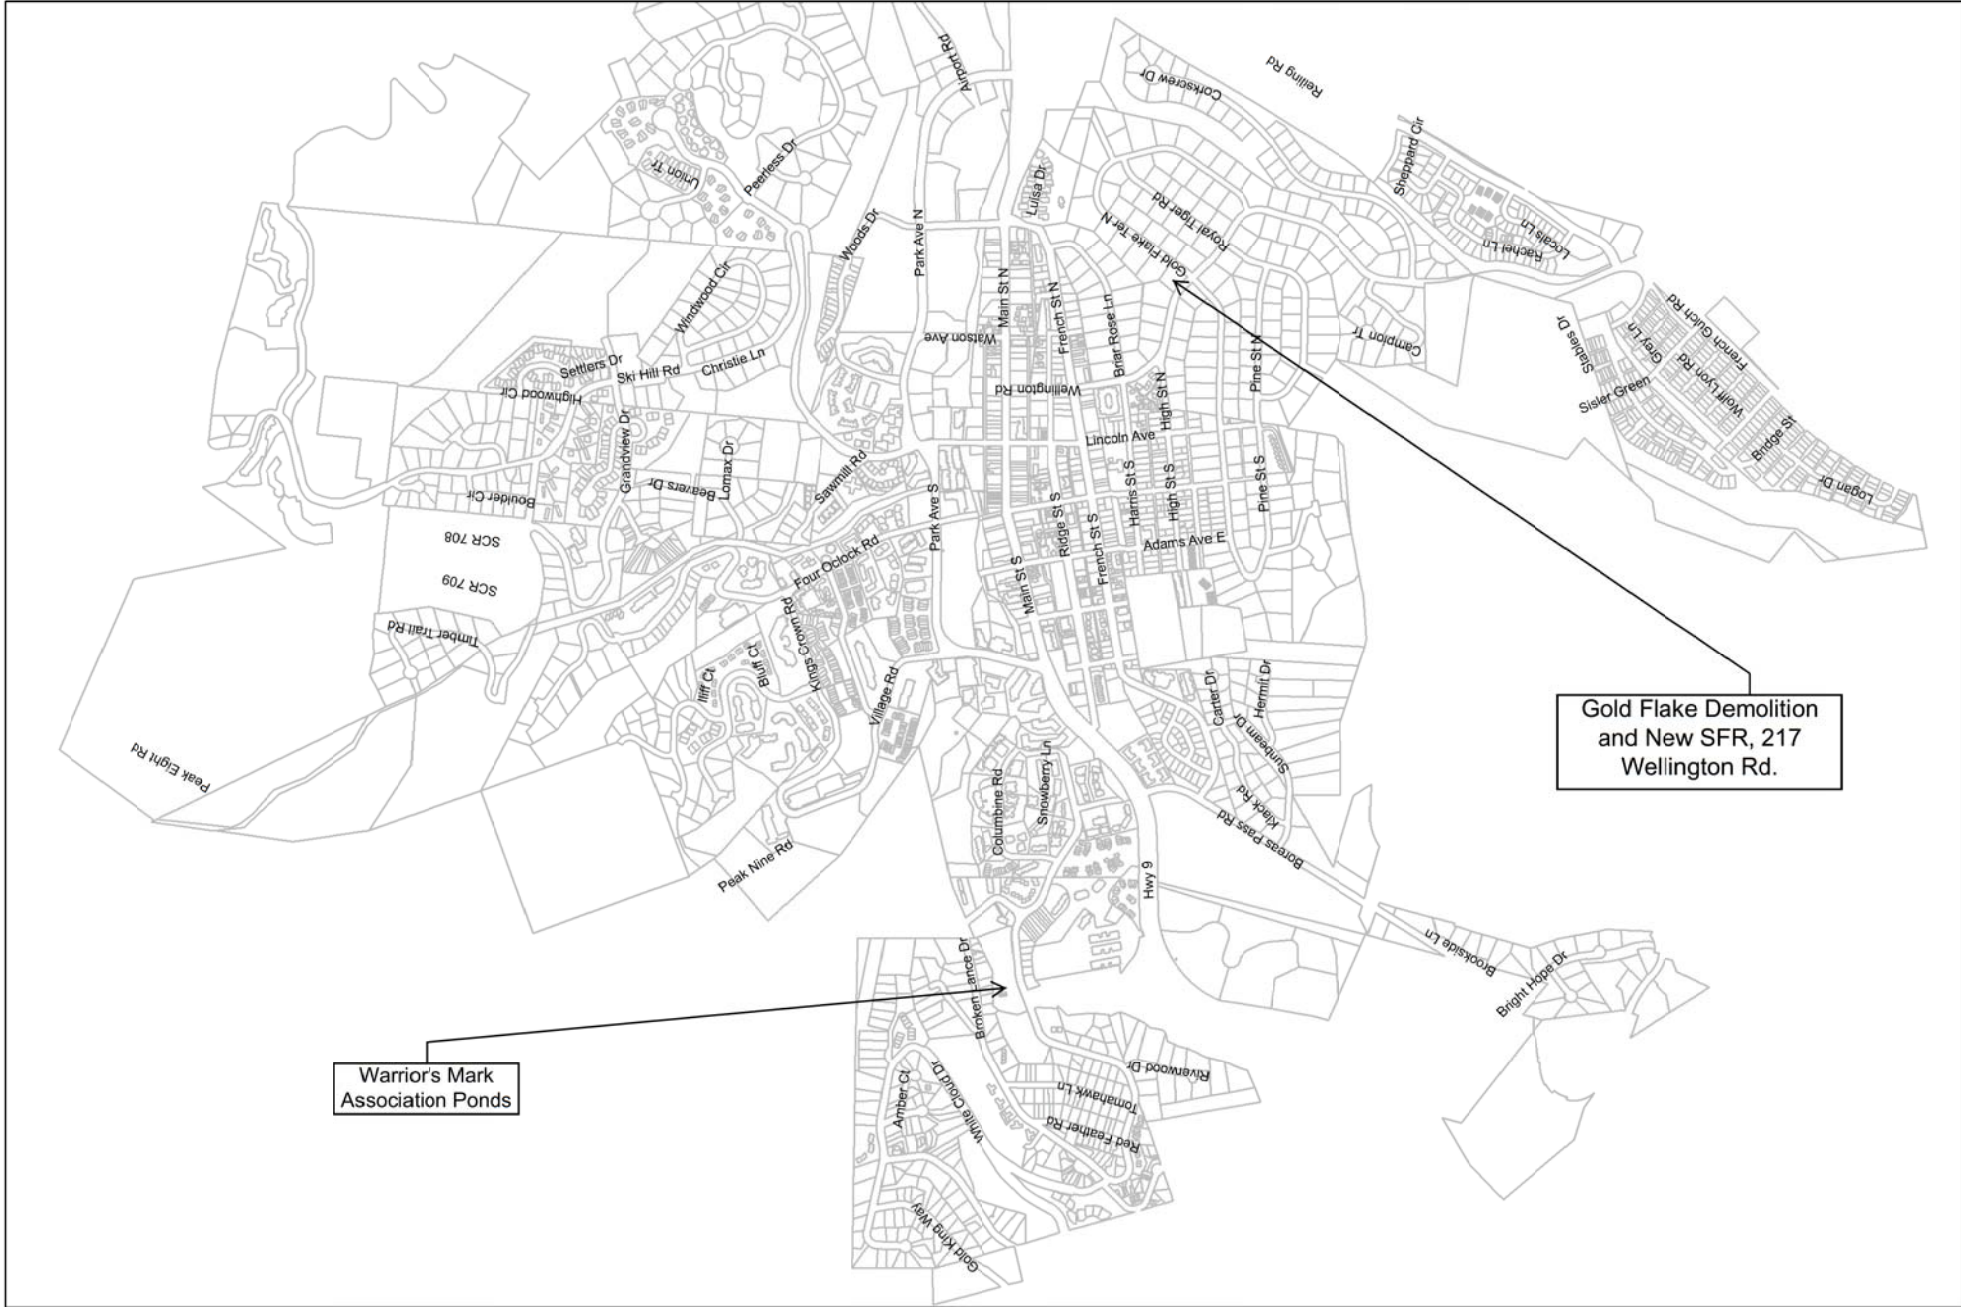 Airport Rd
Reiling Rd
Corkscrew Dr
Sheppard Cir
Union Tr
Peerless Dr
Luisa Dr
Royal Tiger Rd
Woods Dr
Park Ave N
Gold Flake Ter N
Locals Ln
Rachel Ln
Windwood Cir
Main St N
French St N
Briar Rose Ln
Watson Ave
Pine St N
Campion Tr
Stables Dr
Grey Ln
French Gulch Rd
Settlers Dr
Ski Hill Rd
Christie Ln
Highwood Cir
Wellington Rd
High St N
Sisler Green
Wolff Lyon Rd
Grandview Dr
Lincoln Ave
Bridge St
Lomax Dr
Beavers Dr
Sawmill Rd
Boulder Cir
Harris St S
High St S
Pine St S
Logan Dr
Park Ave S
Ridge St S
French St S
SCR 708
Adams Ave E
Four Oclock Rd
SCR 709
Main St S
Timber Trail Rd
Kings Crown Rd
Bluff Ct
Iliff Ct
Village Rd
Carter Dr
Hermit Dr
Sunbeam Dr
Gold Flake Demolition
and New SFR, 217
Wellington Rd.
Peak Eight Rd
Columbine Rd
Snowberry Ln
Klack Rd
Boreas Pass Rd
Peak Nine Rd
Hwy 9
Broken Lance Dr
Brookside Ln
Bright Hope Dr
Warrior's Mark
Association Ponds
Amber Ct
White Cloud Dr
Riverwood Dr
Tomahawk Ln
Red Feather Rd
Gold King Way